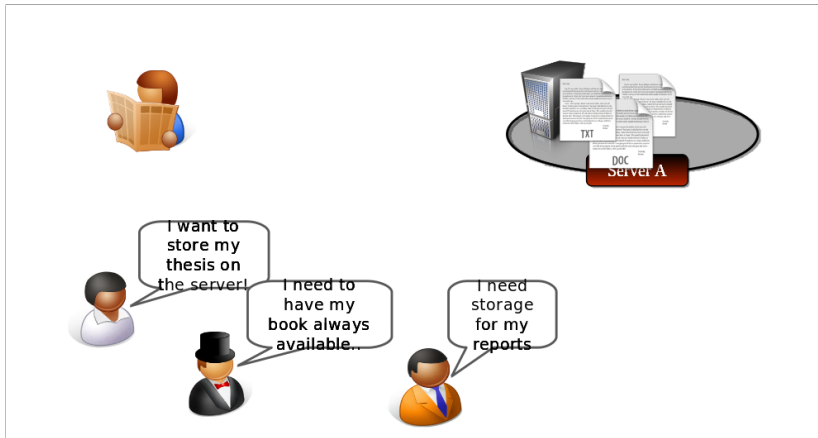 TXT
DOC
Server A
I want to
store my
thesis on
the server!
I need to
have my
book always
available..
I need
storage
for my
reports